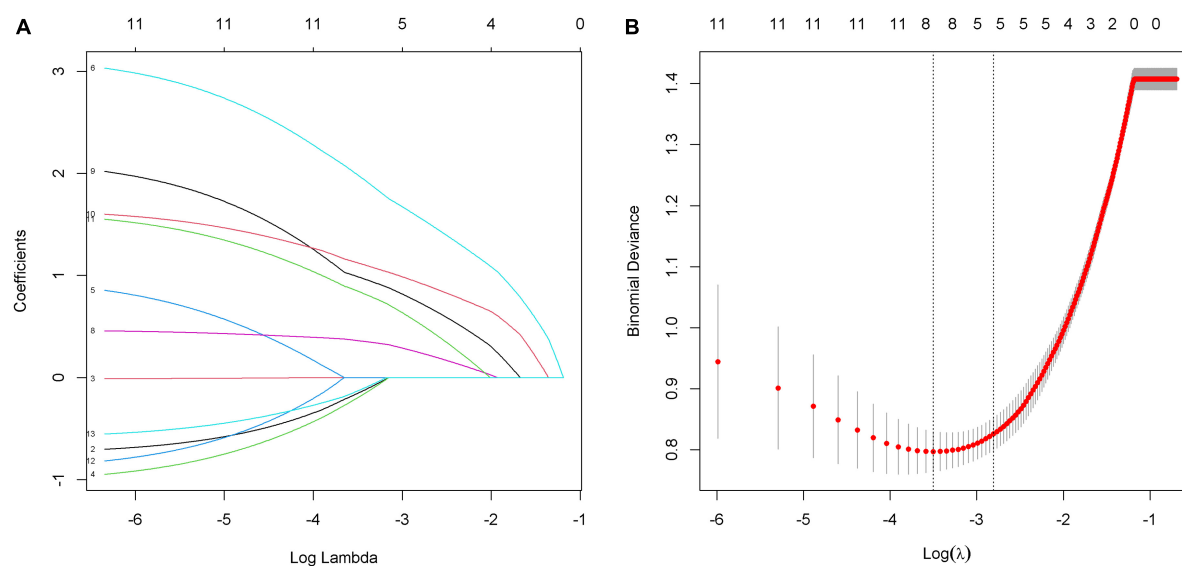 A
11 11 11 5 4 0
3
2
1
0
-1
Coefficients
6
9
10
11
5
8
3
13
2
12
4
-6 -5 -4 -3 -2 -1
Log Lambda
B
11 11 11 11 11 11 8 8 5 5 5 5 4 3 2 0 0
1.4
1.3
1.2
1.1
1.0
0.9
0.8
Binomial Deviance
-6 -5 -4 -3 -2 -1
Log(λ)